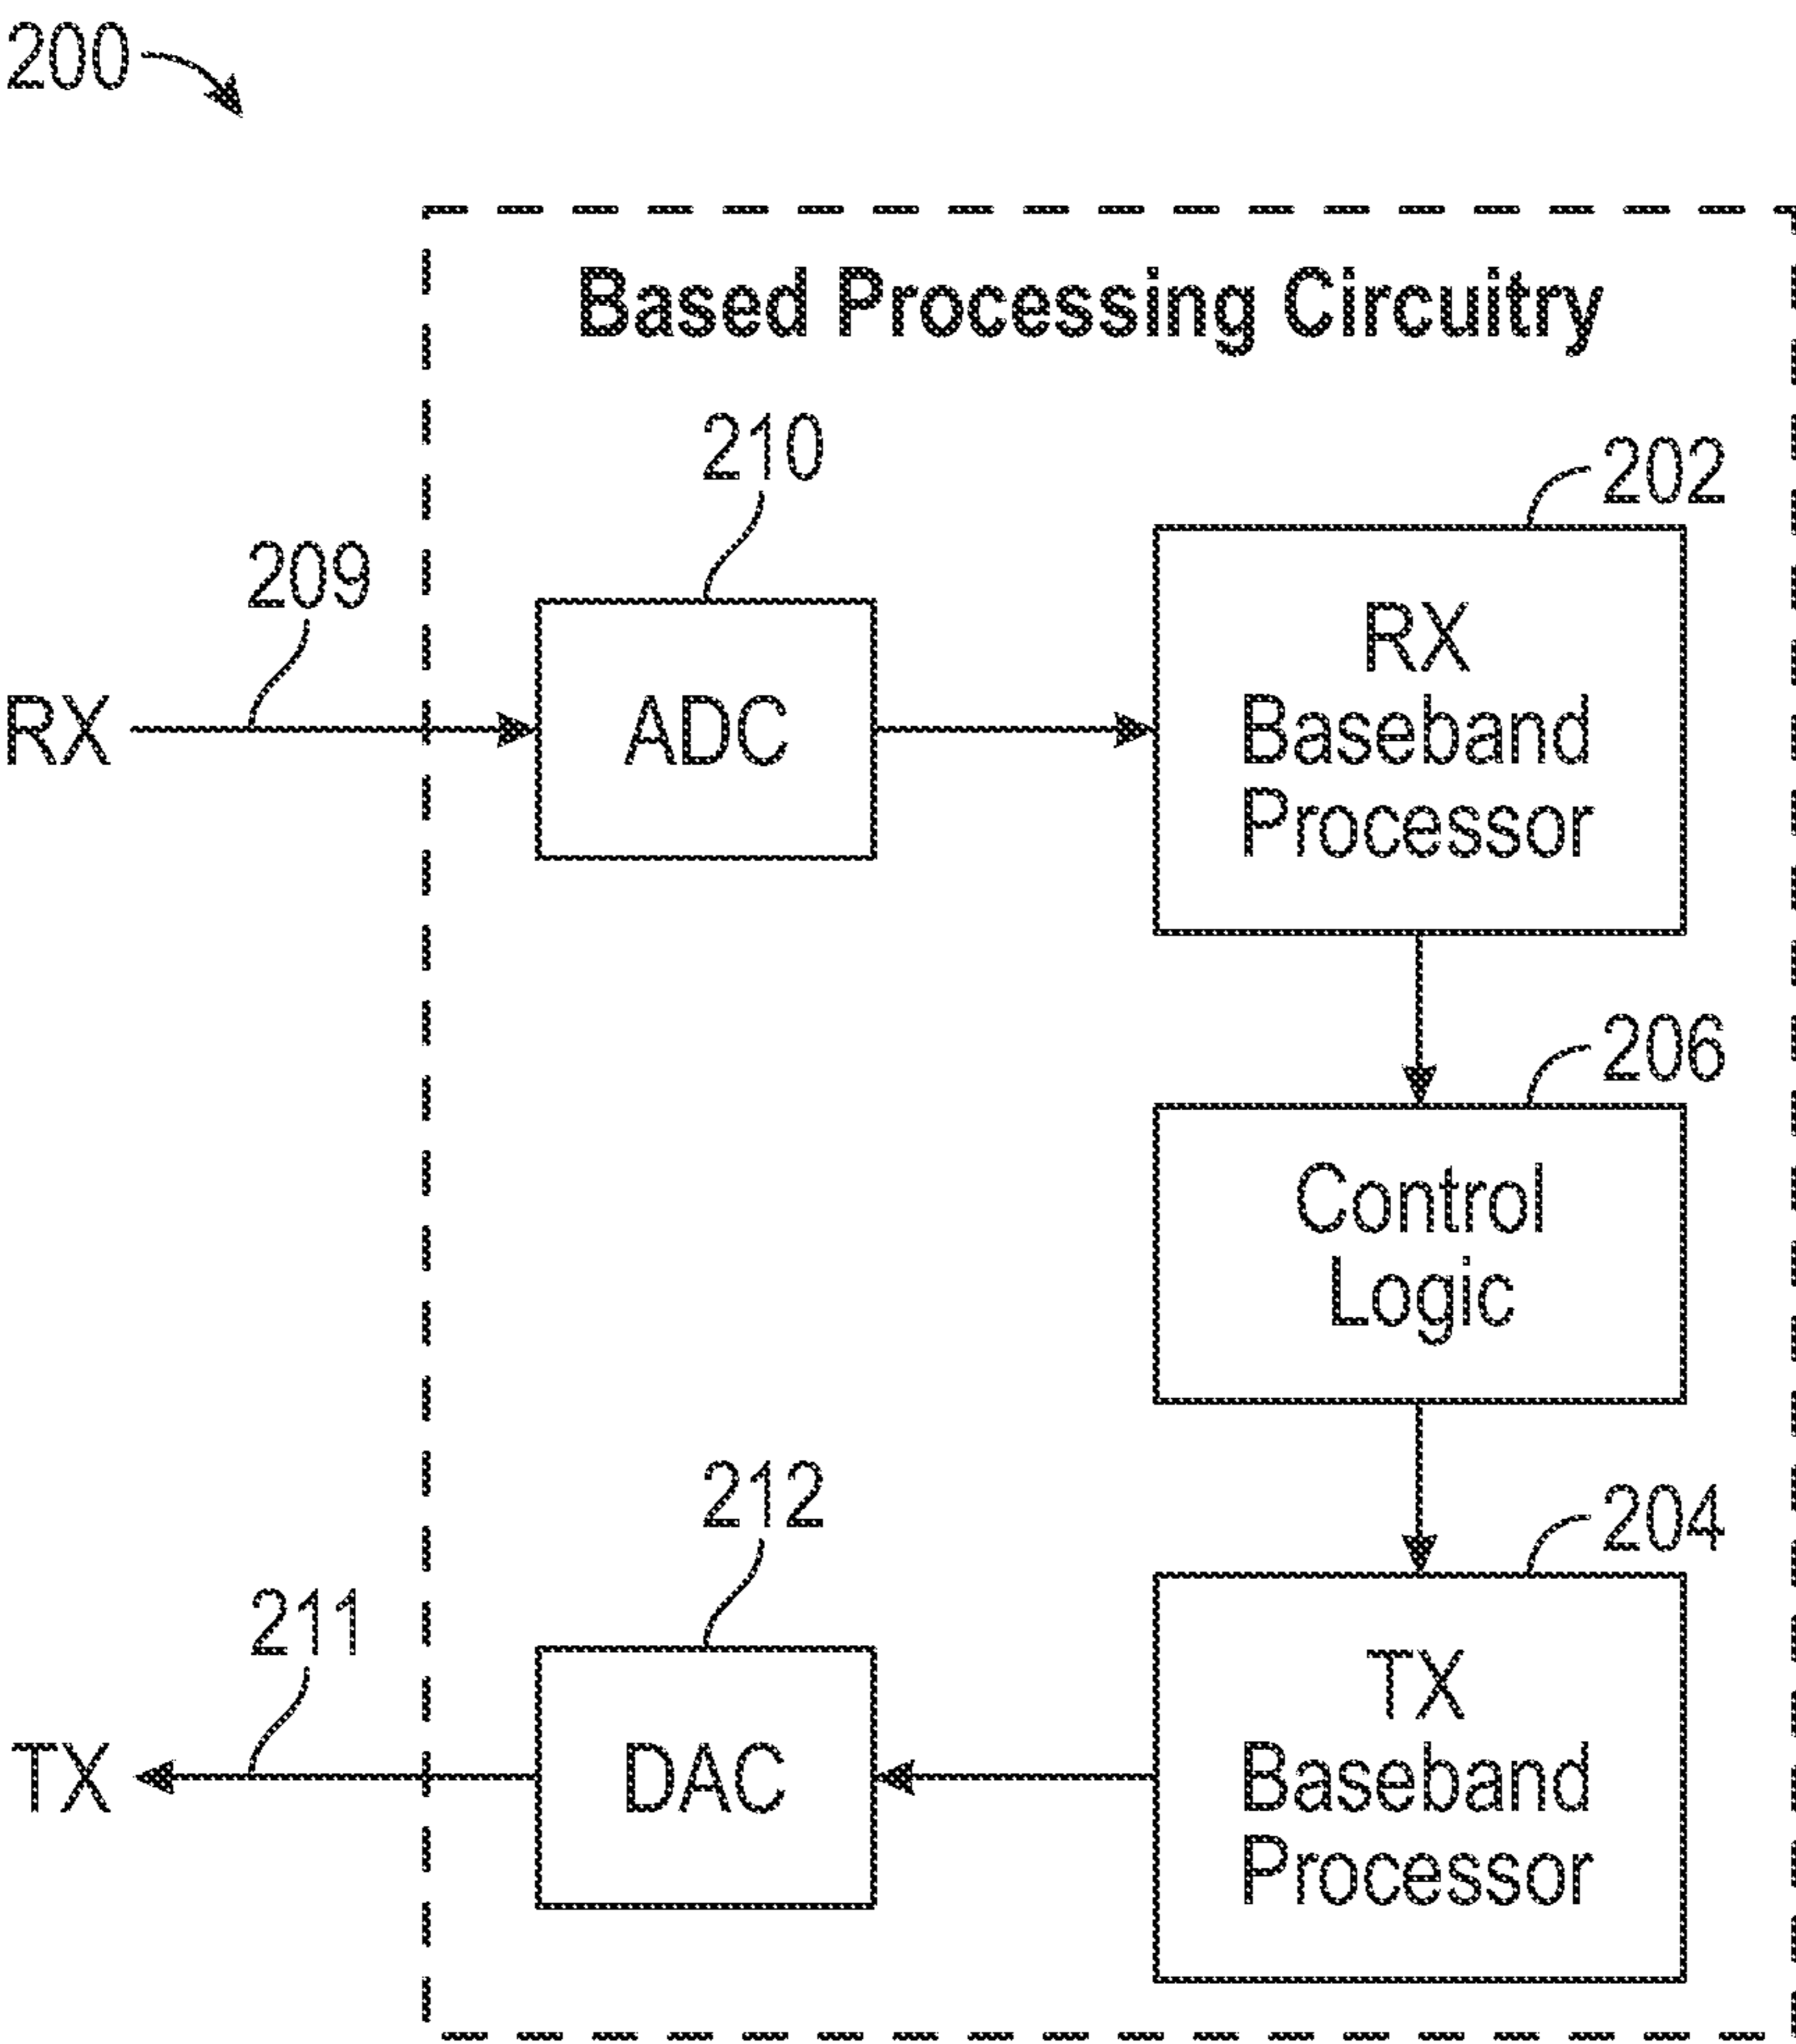 200
Based Processing Circuitry
210
202
209
RX
ADC
RX
Baseband
Processor
206
Control
Logic
212
204
211
TX
DAC
TX
Baseband
Processor